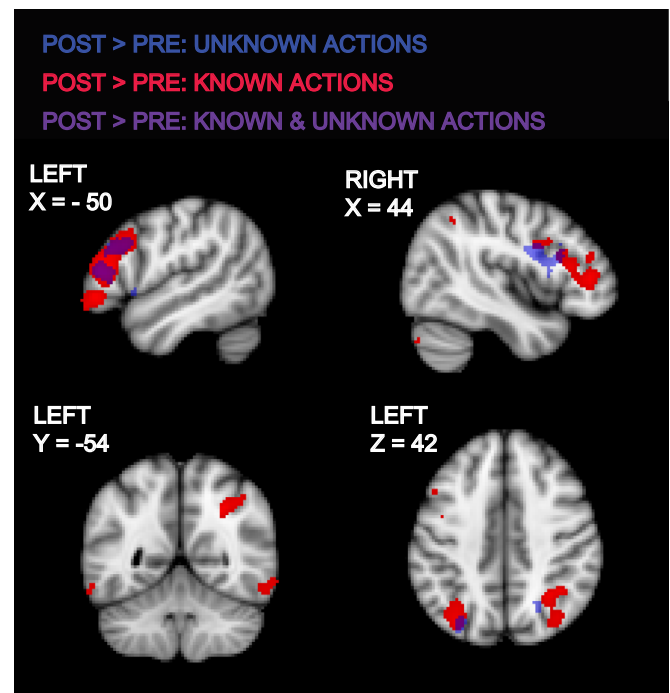 POST > PRE: UNKNOWN ACTIONS
POST > PRE: KNOWN ACTIONS
POST > PRE: KNOWN & UNKNOWN ACTIONS
LEFT
X = - 50
RIGHT
X = 44
LEFT
Y = -54
LEFT
Z = 42